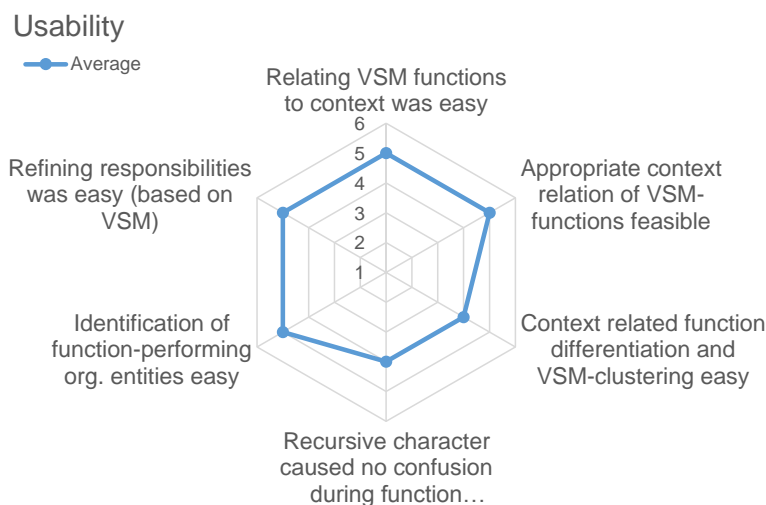 Usability
Average
Relating VSM functions
to context was easy
6
5
4
3
2
1
Appropriate context
relation of VSM-
functions feasible
Context related function
differentiation and
VSM-clustering easy
Recursive character
caused no confusion
during function…
Identification of
function-performing
org. entities easy
Refining responsibilities
was easy (based on
VSM)